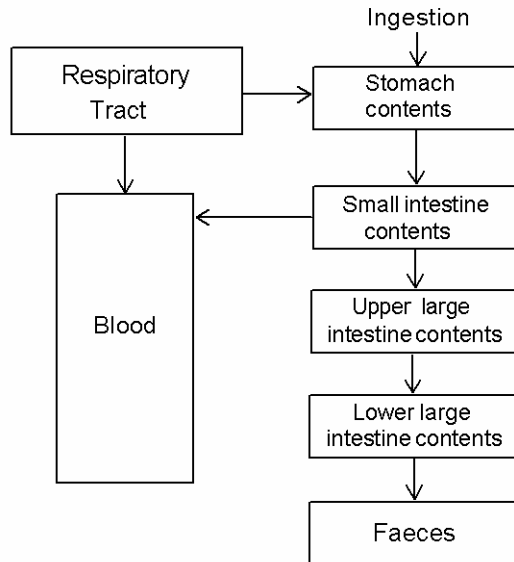 Ingestion
Respiratory
Tract
Stomach
contents
Small intestine
contents
Blood
Upper large
intestine contents
Lower large
intestine contents
Faeces